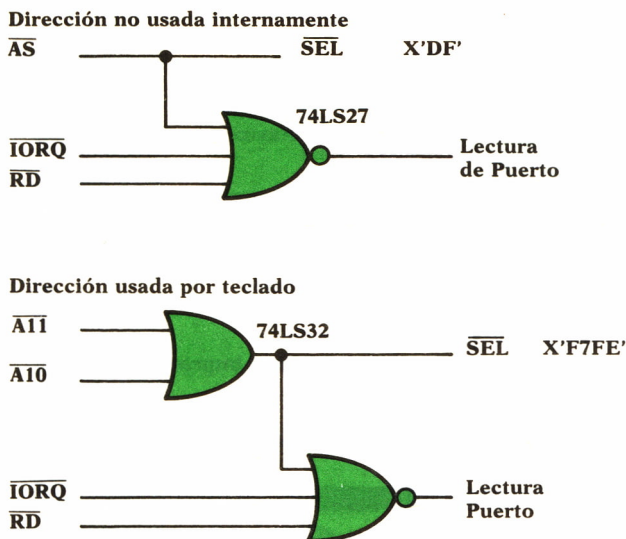 Dirección no usada internamente
AS SEL X'DF'
74LS27
IORQ Lectura
de Puerto
RD
Dirección usada por teclado
A11 74LS32
SEL X'F7FE'
A10
IORQ Lectura
Puerto
RD